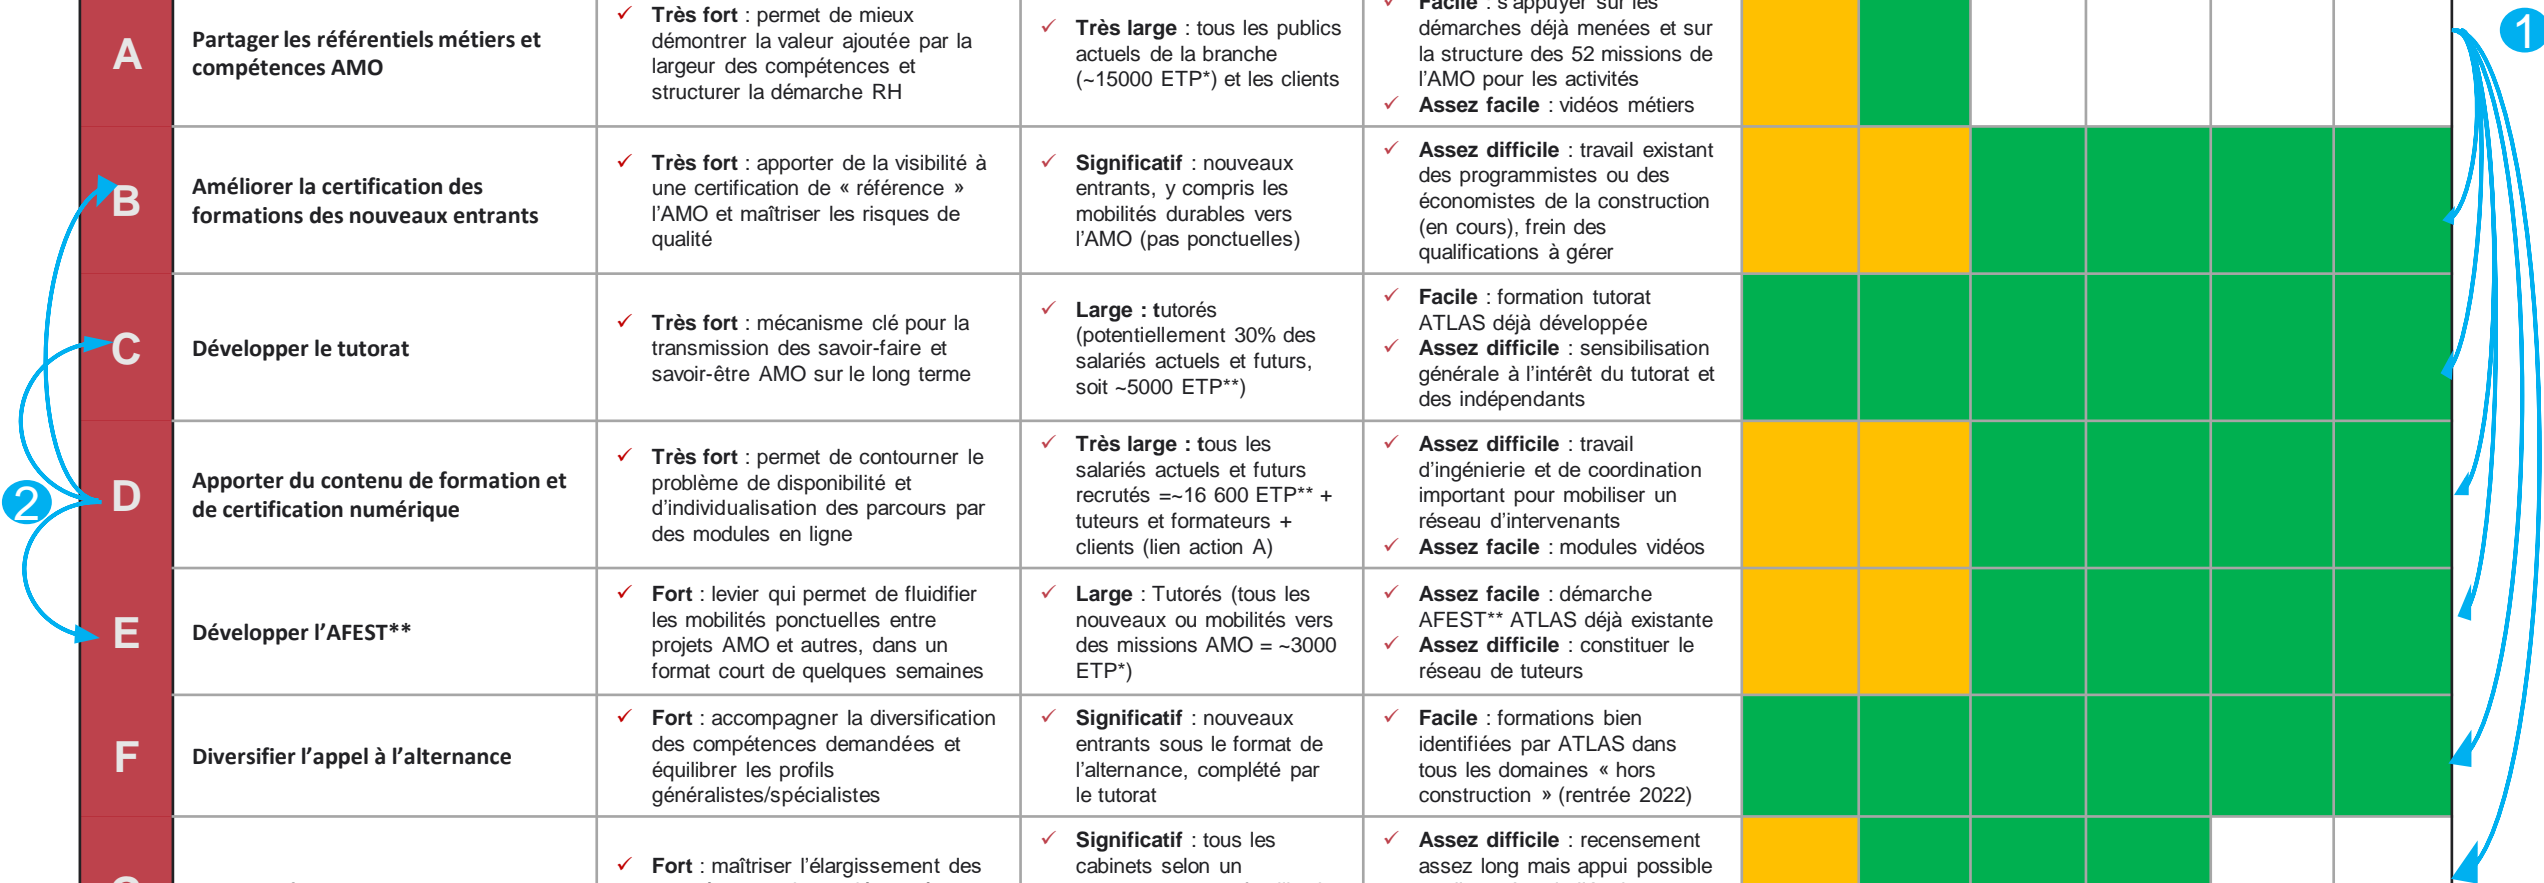 A
Partager les référentiels métiers et
compétences AMO
✓ Très fort : permet de mieux
démontrer la valeur ajoutée par la
largeur des compétences et
structurer la démarche RH
✓ Très large : tous les publics
actuels de la branche
(~15000 ETP*) et les clients
✓ Facile : s'appuyer sur les
démarches déjà menées et sur
la structure des 52 missions de
l'AMO pour les activités
✓ Assez facile : vidéos métiers
1
B
Améliorer la certification des
formations des nouveaux entrants
✓ Très fort : apporter de la visibilité à
une certification de « référence »
l'AMO et maîtriser les risques de
qualité
✓ Significatif : nouveaux
entrants, y compris les
mobilités durables vers
l'AMO (pas ponctuelles)
✓ Assez difficile : travail existant
des programmistes ou des
économistes de la construction
(en cours), frein des
qualifications à gérer
C
Développer le tutorat
✓ Très fort : mécanisme clé pour la
transmission des savoir-faire et
savoir-être AMO sur le long terme
✓ Large : tutorés
(potentiellement 30% des
salariés actuels et futurs,
soit ~5000 ETP**)
✓ Facile : formation tutorat
ATLAS déjà développée
✓ Assez difficile : sensibilisation
générale à l'intérêt du tutorat et
des indépendants
2
D
Apporter du contenu de formation et
de certification numérique
✓ Très fort : permet de contourner le
problème de disponibilité et
d'individualisation des parcours par
des modules en ligne
✓ Très large : tous les
salariés actuels et futurs
recrutés =~16 600 ETP** +
tuteurs et formateurs +
clients (lien action A)
✓ Assez difficile : travail
d'ingénierie et de coordination
important pour mobiliser un
réseau d'intervenants
✓ Assez facile : modules vidéos
E
Développer l'AFEST**
✓ Fort : levier qui permet de fluidifier
les mobilités ponctuelles entre
projets AMO et autres, dans un
format court de quelques semaines
✓ Large : Tutorés (tous les
nouveaux ou mobilités vers
des missions AMO = ~3000
ETP*)
✓ Assez facile : démarche
AFEST** ATLAS déjà existante
✓ Assez difficile : constituer le
réseau de tuteurs
F
Diversifier l'appel à l'alternance
✓ Fort : accompagner la diversification
des compétences demandées et
équilibrer les profils
généralistes/spécialistes
✓ Significatif : nouveaux
entrants sous le format de
l'alternance, complété par
le tutorat
✓ Facile : formations bien
identifiées par ATLAS dans
tous les domaines « hors
construction » (rentrée 2022)
✓ Fort : maîtriser l'élargissement des
✓ Significatif : tous les
cabinets selon un
✓ Assez difficile : recensement
assez long mais appui possible